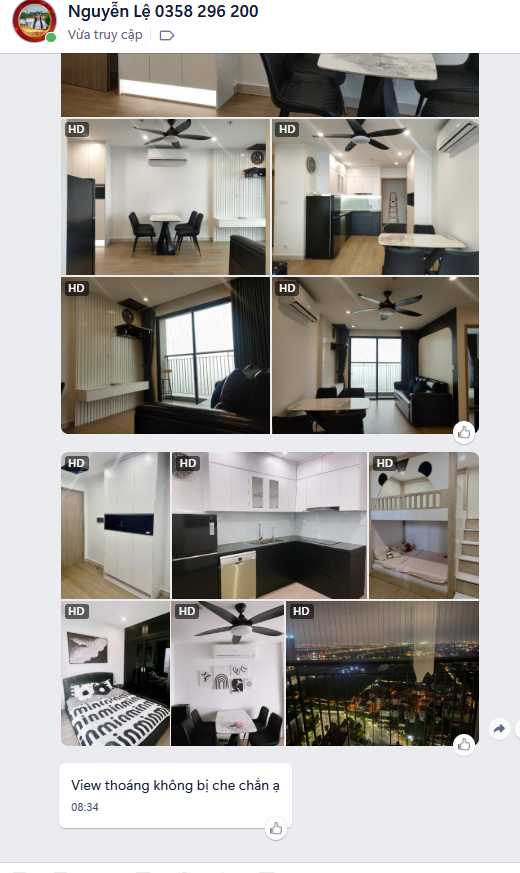 Nguyễn Lệ 0358 296 200
Vừa truy cập
HD
HD
HD
HD
HD
HD
HD
HD
HD
HD
View thoáng không bị che chắn ạ
08:34